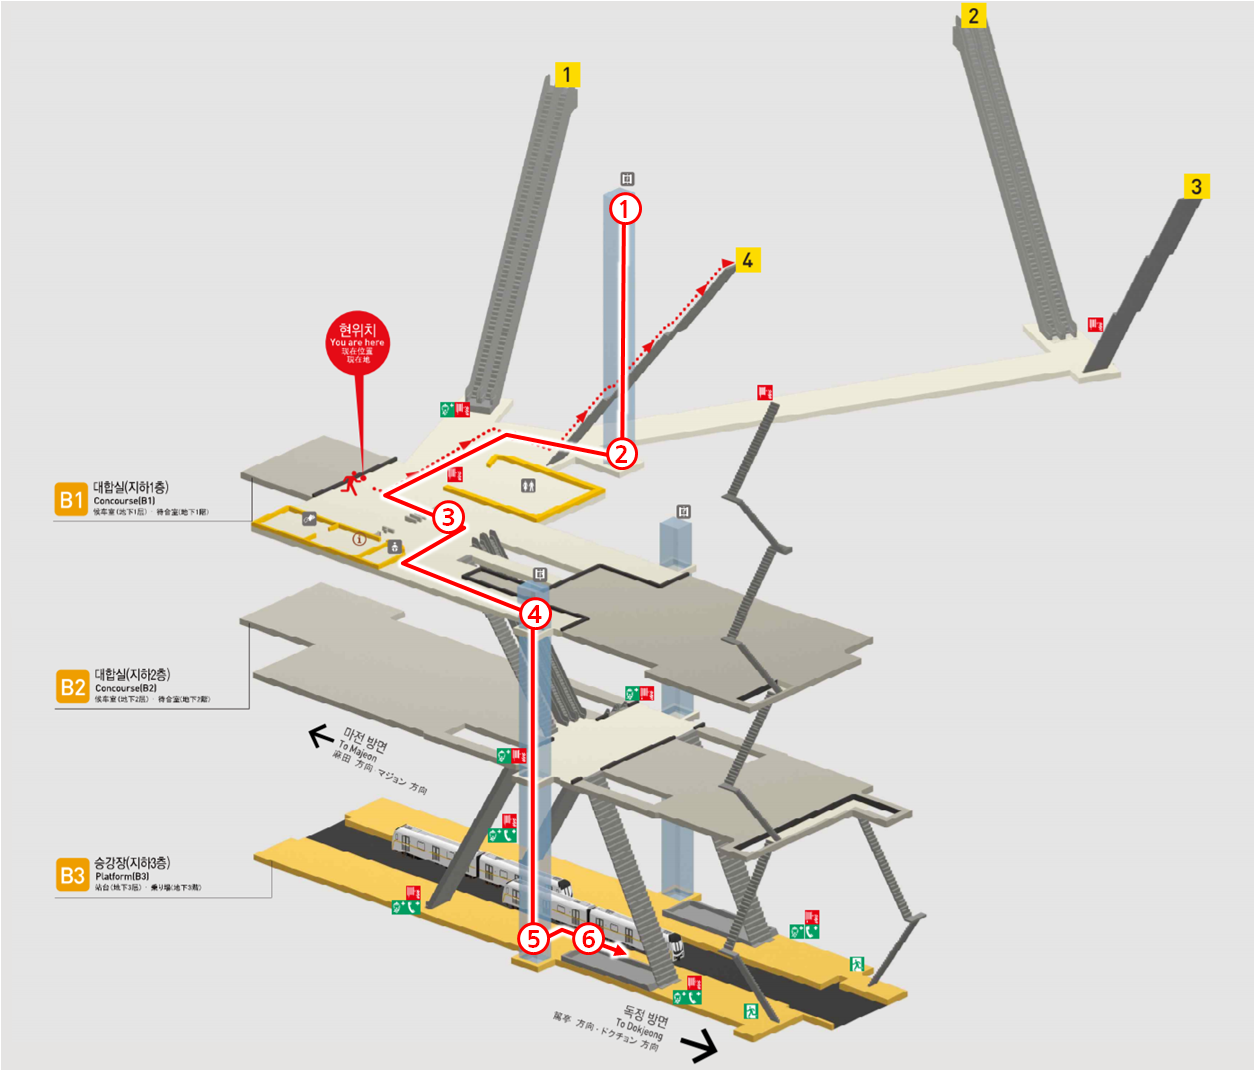 2
1
3
1
4
현위치
You are here
现在位置
現在地
2
B1
대합실(지하1층)
Concourse(B1)
候车室(地下1层) · 待合室(地下1階)
3
i
4
B2
대합실(지하2층)
Concourse(B2)
候车室(地下2层) · 待合室(地下2階)
마전 방면
To Majeon
麻田 方向 · マジョン 方向
B3
승강장(지하3층)
Platform(B3)
站台(地下3层) · 乗り場(地下3階)
5
6
독정 방면
To Dokjeong
方向 · ドクチョン 方向